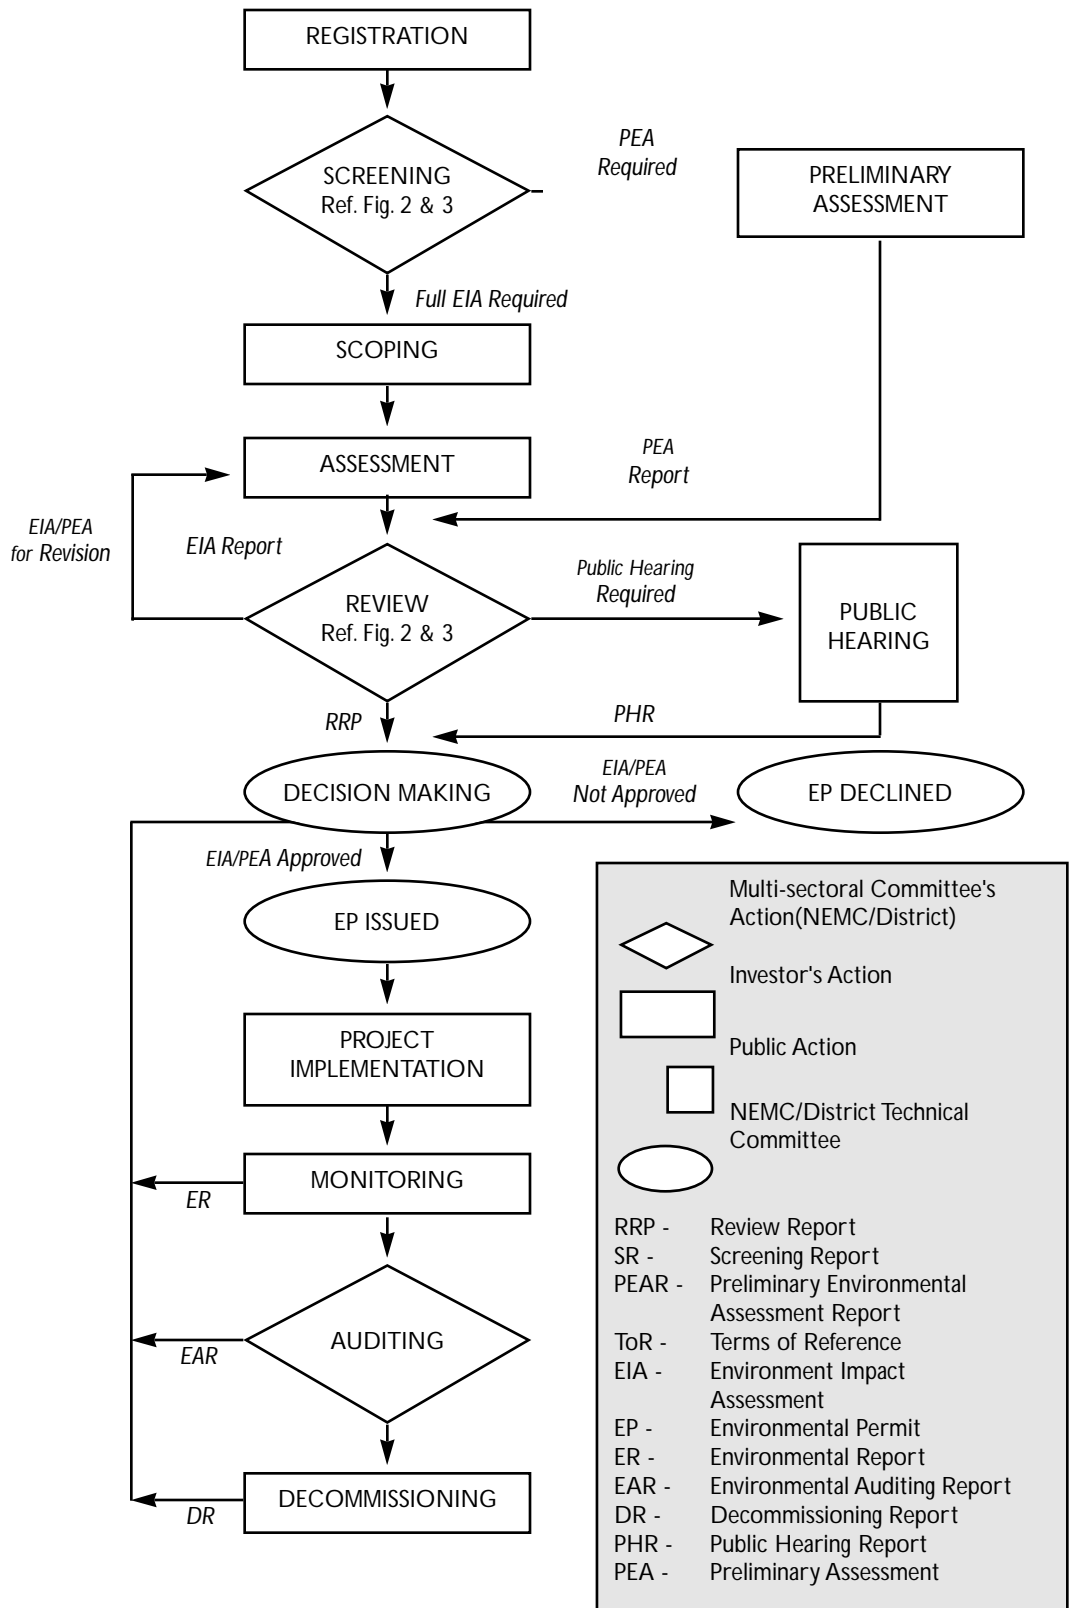 REGISTRATION
PEA
Required
SCREENING
Ref. Fig. 2 & 3
PRELIMINARY
ASSESSMENT
Full EIA Required
SCOPING
ASSESSMENT
PEA
Report
EIA/PEA
for Revision
EIA Report
REVIEW
Ref. Fig. 2 & 3
Public Hearing
Required
PUBLIC
HEARING
RRP
PHR
DECISION MAKING
EIA/PEA
Not Approved
EP DECLINED
EIA/PEA Approved
EP ISSUED
PROJECT
IMPLEMENTATION
MONITORING
ER
AUDITING
EAR
DECOMMISSIONING
DR
Multi-sectoral Committee's
Action(NEMC/District)
Investor's Action
Public Action
NEMC/District Technical
Committee
RRP - Review Report
SR - Screening Report
PEAR - Preliminary Environmental
Assessment Report
ToR - Terms of Reference
EIA - Environment Impact
Assessment
EP - Environmental Permit
ER - Environmental Report
EAR - Environmental Auditing Report
DR - Decommissioning Report
PHR - Public Hearing Report
PEA - Preliminary Assessment